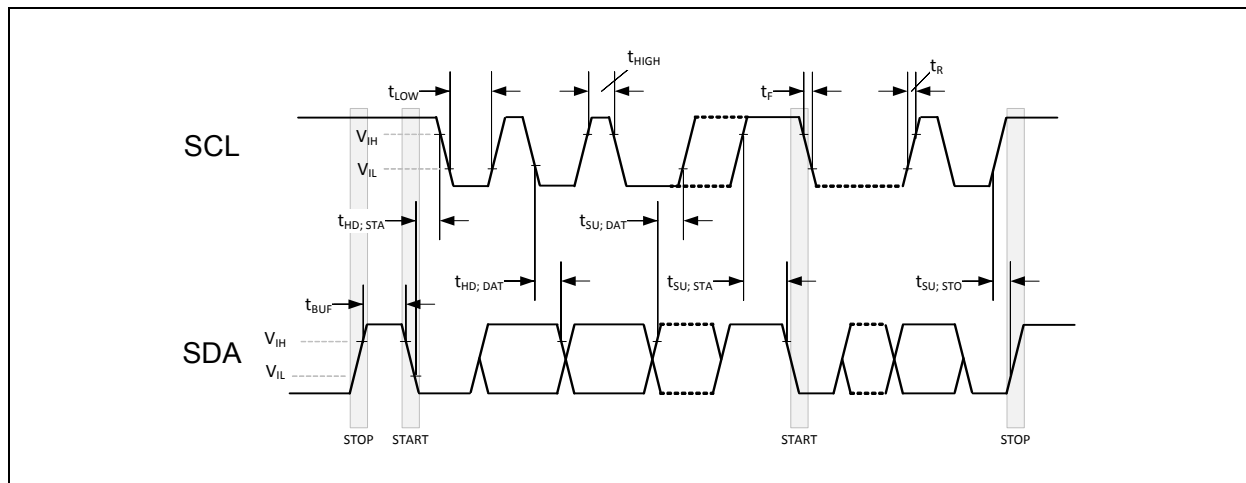 tHIGH
tR
tLOW
tF
SCL
VIH
VIL
tHD; STA
tSU; DAT
tHD; DAT
tSU; STA
tSU; STO
tBUF
SDA
VIH
VIL
STOP
START
START
STOP